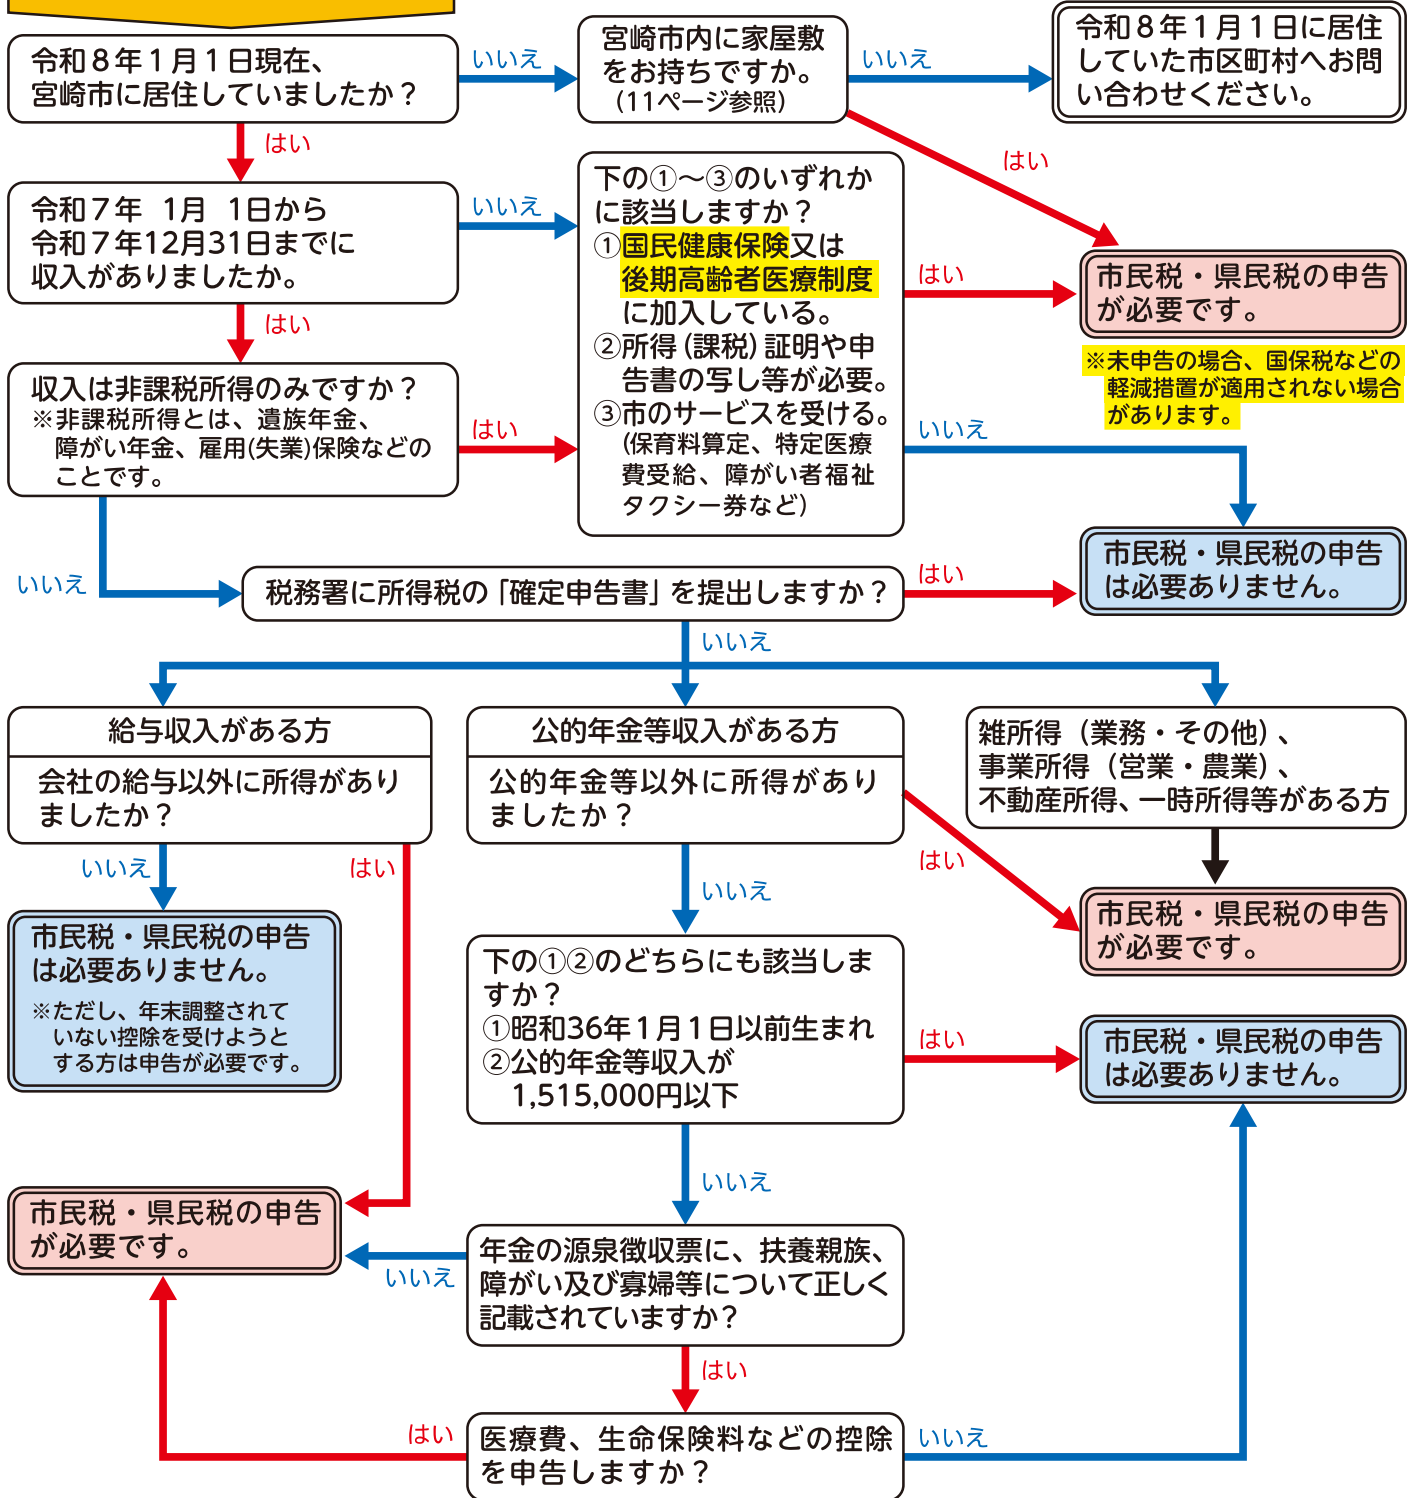 令和８年１月１日現在、
宮崎市に居住していましたか？
いいえ
宮崎市内に家屋敷
をお持ちですか。
（11ページ参照）
いいえ
令和８年１月１日に居住
していた市区町村へお問
い合わせください。
はい
はい
令和７年　１月　１日から
令和７年12月31日までに
収入がありましたか。
いいえ
下の①～③のいずれか
に該当しますか？
①国民健康保険又は
後期高齢者医療制度
に加入している。
②所得（課税）証明や申
告書の写し等が必要。
③市のサービスを受ける。
（保育料算定、特定医療
費受給、障がい者福祉
タクシー券など）
はい
市民税・県民税の申告
が必要です。
※未申告の場合、国保税などの
軽減措置が適用されない場合
があります。
はい
収入は非課税所得のみですか？
※非課税所得とは、遺族年金、
障がい年金、雇用(失業)保険などの
ことです。
はい
いいえ
市民税・県民税の申告
は必要ありません。
いいえ
税務署に所得税の「確定申告書」を提出しますか？
はい
いいえ
給与収入がある方
会社の給与以外に所得があり
ましたか？
公的年金等収入がある方
公的年金等以外に所得があり
ましたか？
雑所得（業務・その他）、
事業所得（営業・農業）、
不動産所得、一時所得等がある方
いいえ
はい
いいえ
はい
市民税・県民税の申告
が必要です。
市民税・県民税の申告
は必要ありません。
※ただし、年末調整されて
いない控除を受けようと
する方は申告が必要です。
下の①②のどちらにも該当しま
すか？
①昭和36年１月１日以前生まれ
②公的年金等収入が
1,515,000円以下
はい
市民税・県民税の申告
は必要ありません。
いいえ
市民税・県民税の申告
が必要です。
いいえ
年金の源泉徴収票に、扶養親族、
障がい及び寡婦等について正しく
記載されていますか？
はい
はい
医療費、生命保険料などの控除
を申告しますか？
いいえ